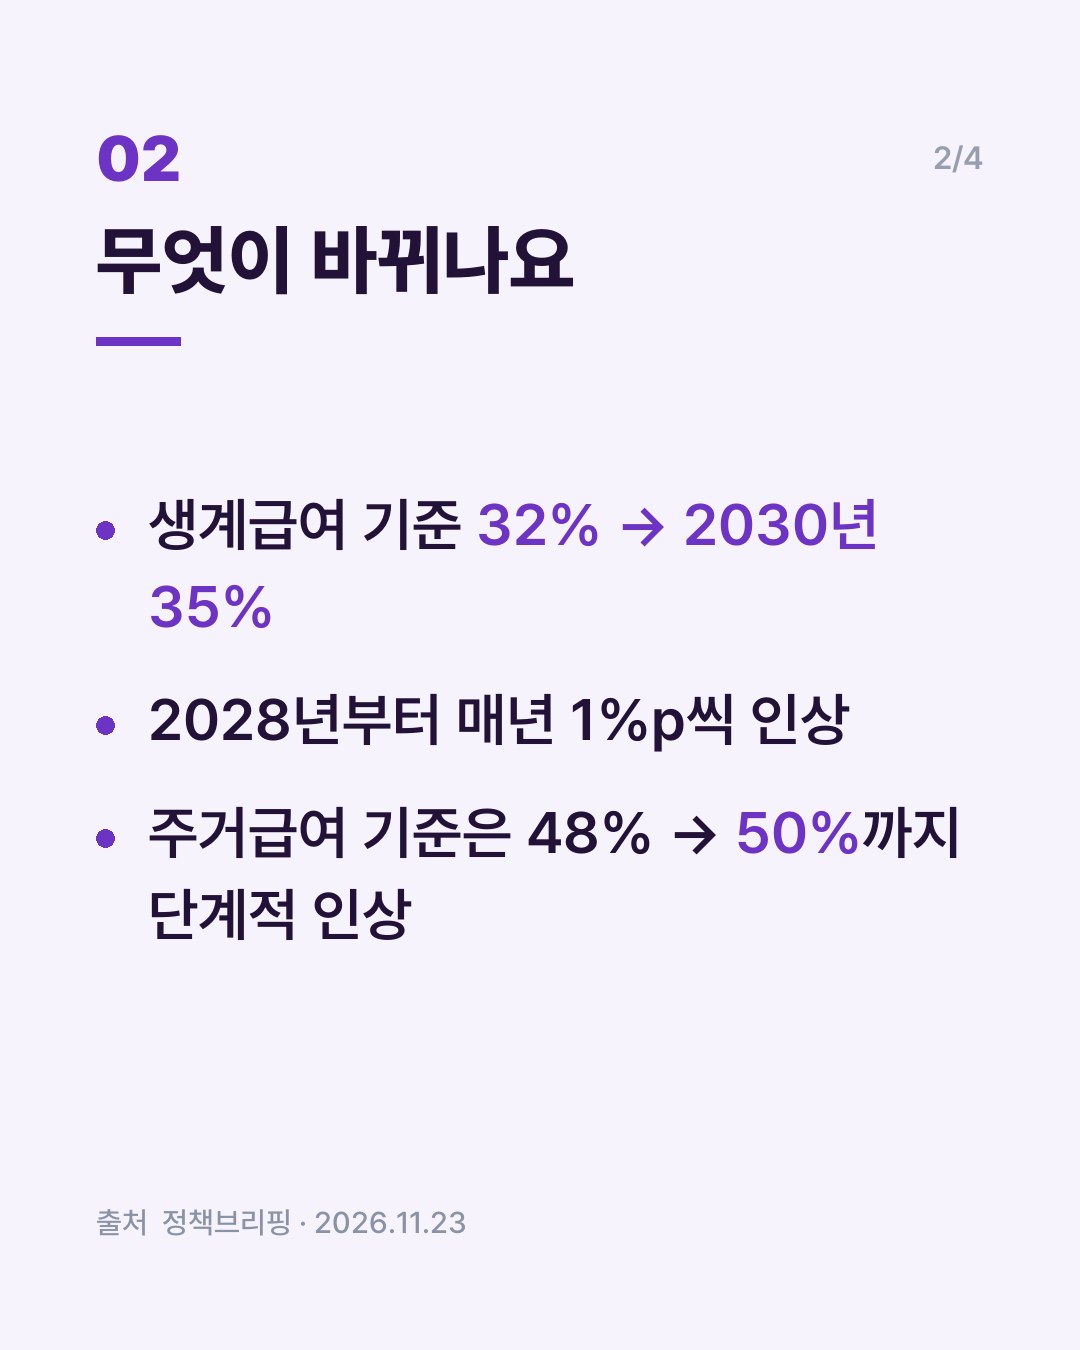 02
2/4
무엇이 바뀌나요
생계급여 기준 32% → 2030년
35%
2028년부터 매년 1%p씩 인상
주거급여 기준은 48% → 50%까지
단계적 인상
출처 정책브리핑 · 2026.11.23